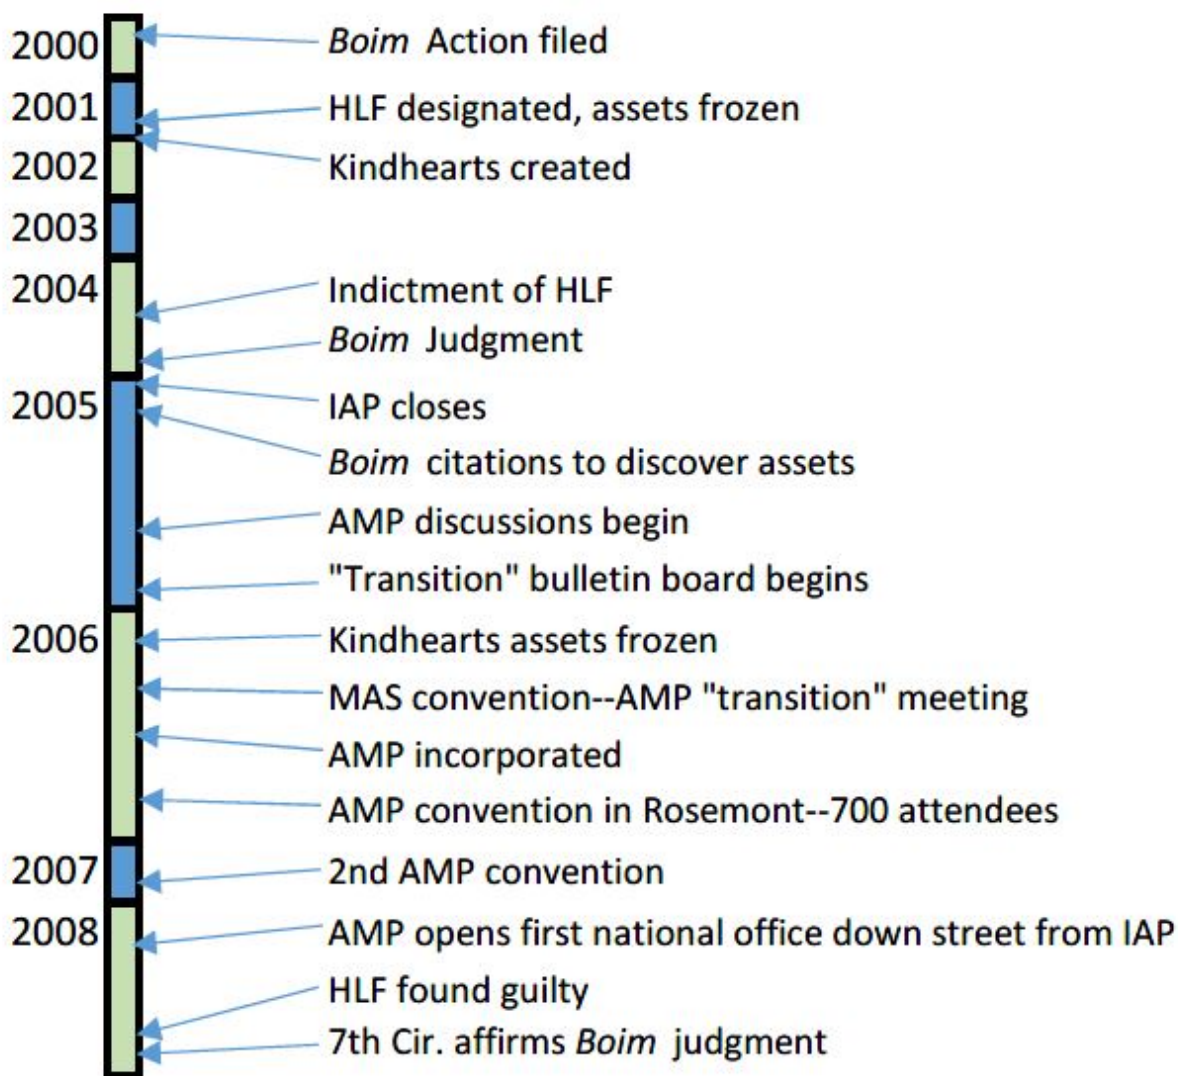 2000 Boim Action filed
2001 HLF designated, assets frozen
2002 Kindhearts created
2003
2004 Indictment of HLF
Boim Judgment
2005 IAP closes
Boim citations to discover assets
AMP discussions begin
"Transition" bulletin board begins
2006 Kindhearts assets frozen
MAS convention--AMP "transition" meeting
AMP incorporated
AMP convention in Rosemont--700 attendees
2007 2nd AMP convention
2008 AMP opens first national office down street from IAP
HLF found guilty
7th Cir. affirms Boim judgment